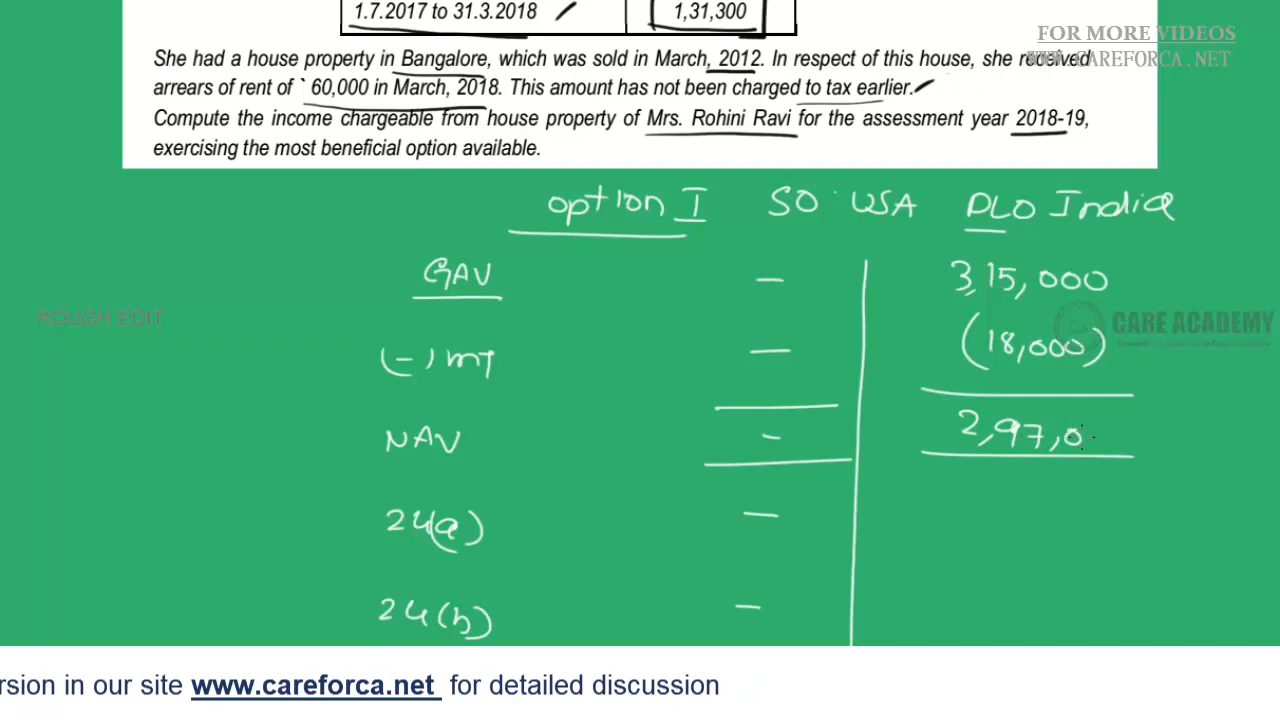 1.7.2017 to 31.3.2018 1,31,300
FOR MORE VIDEOS
WWW.CAREFORCA.NET
She had a house property in Bangalore, which was sold in March, 2012. In respect of this house, she received
arrears of rent of ` 60,000 in March, 2018. This amount has not been charged to tax earlier.
Compute the income chargeable from house property of Mrs. Rohini Ravi for the assessment year 2018-19,
exercising the most beneficial option available.
option I SO : USA DLO India
GAV - 3,15,000
ROUGH EDIT
CARE ACADEMY
(-) mT - (18,000)
NAV - 2,97,0
24(a) -
24(b) -
rsion in our site www.careforca.net for detailed discussion